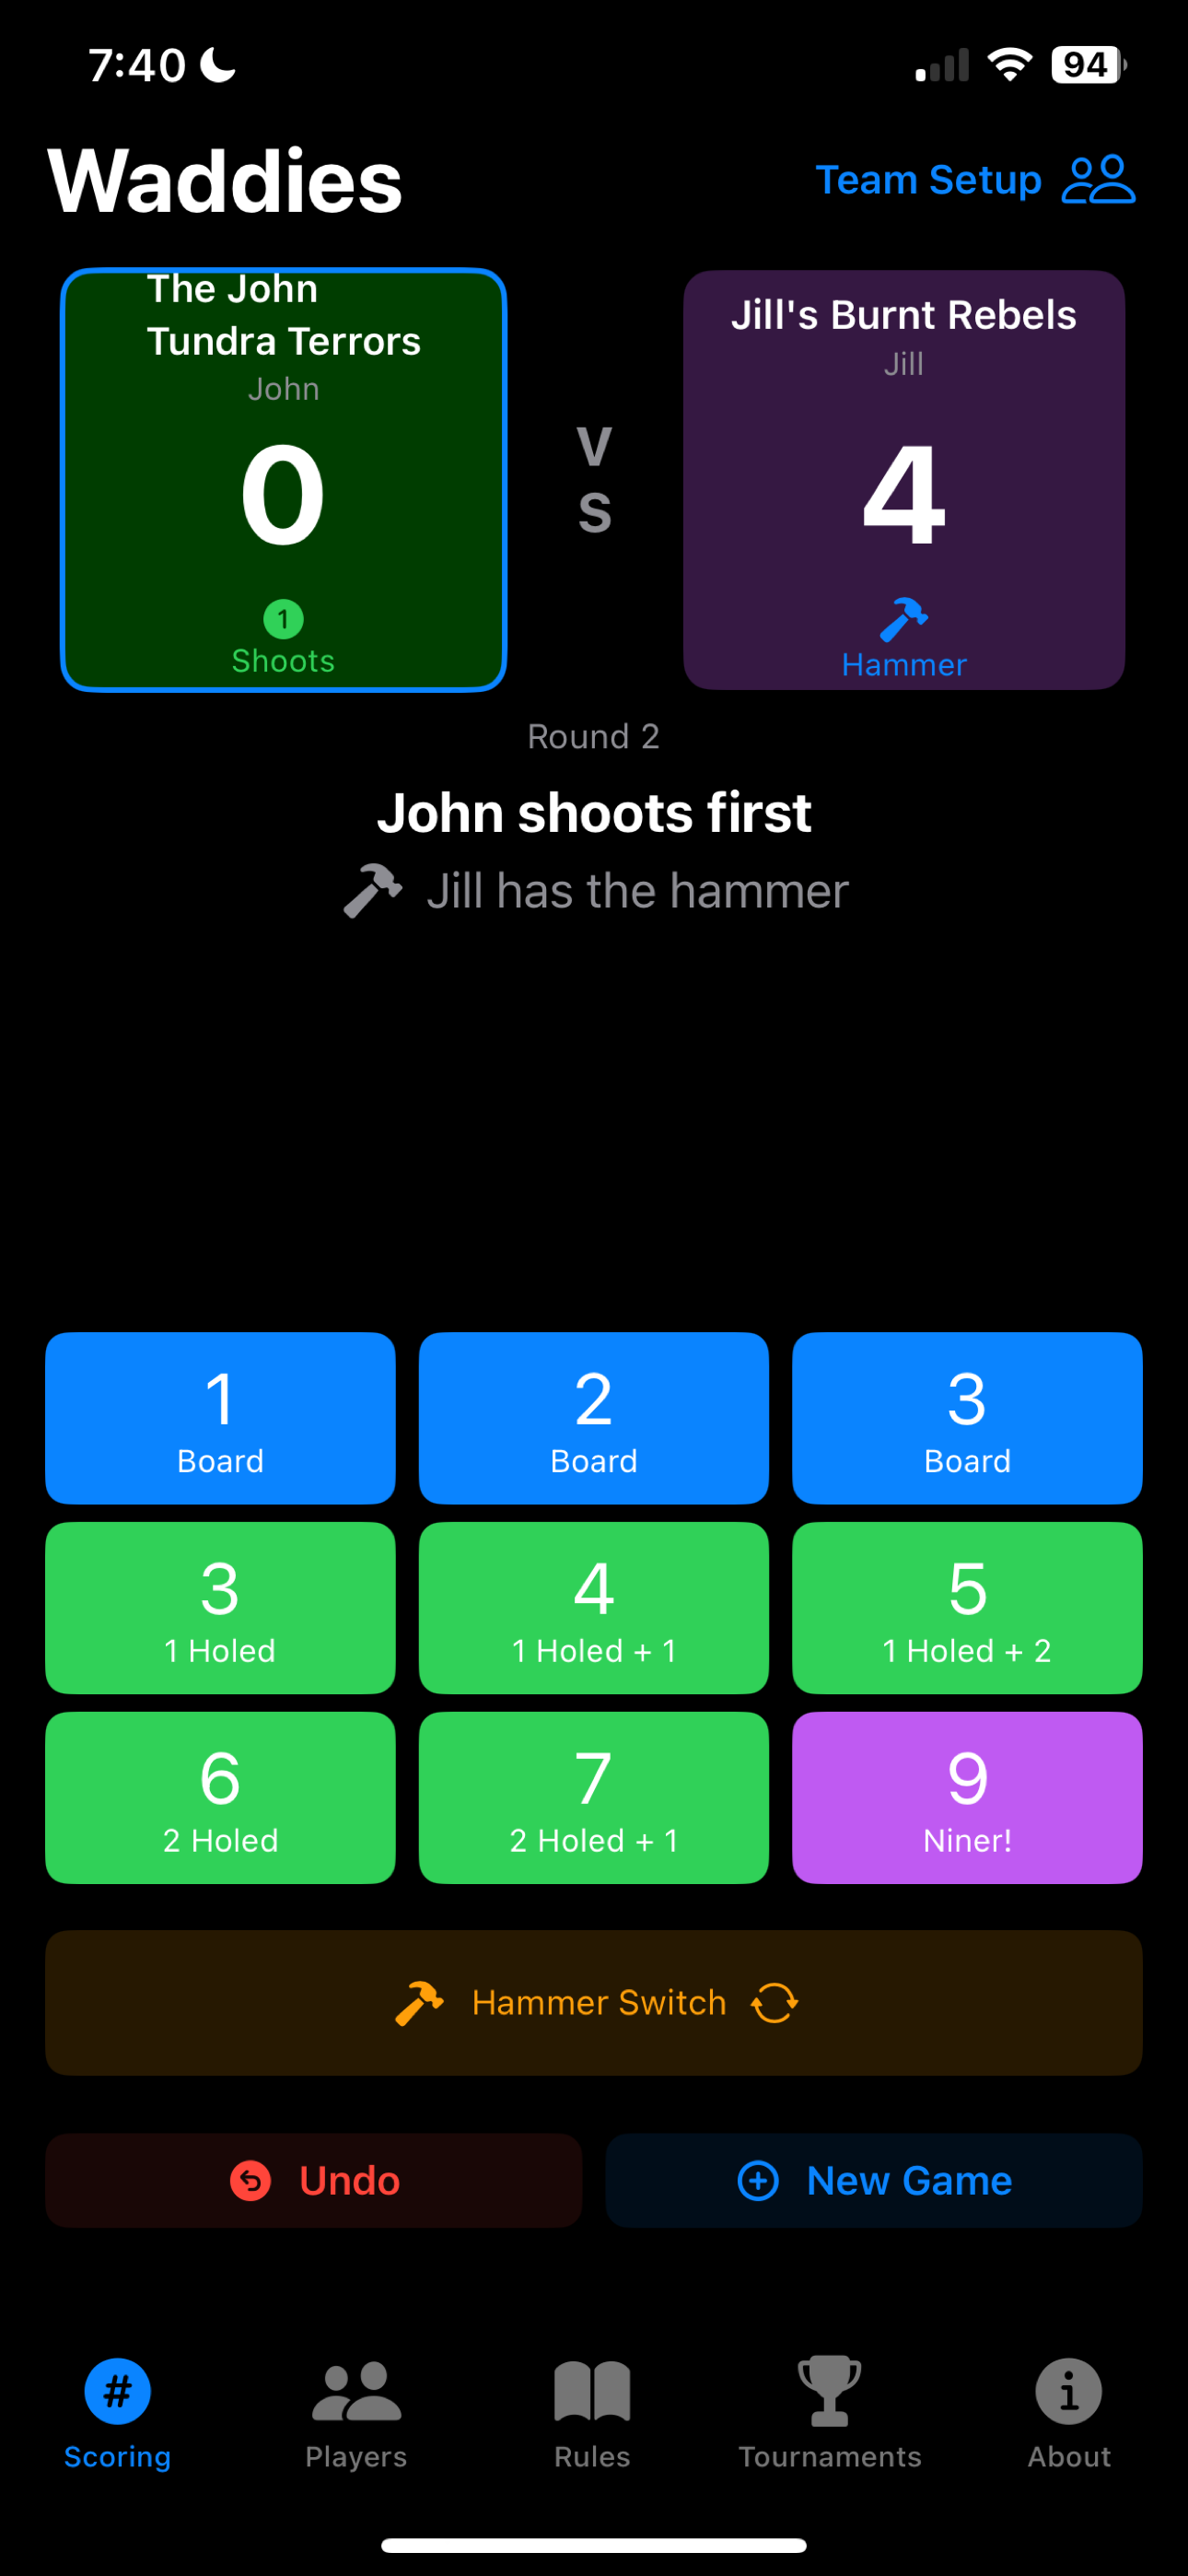 7:40
94
Waddies
Team Setup
The John
Tundra Terrors
John
0
1
Shoots
V
S
Jill's Burnt Rebels
Jill
4
Hammer
Round 2
John shoots first
Jill has the hammer
1
Board
2
Board
3
Board
3
1 Holed
4
1 Holed + 1
5
1 Holed + 2
6
2 Holed
7
2 Holed + 1
9
Niner!
Hammer Switch
Undo
New Game
#
Scoring
Players
Rules
Tournaments
About